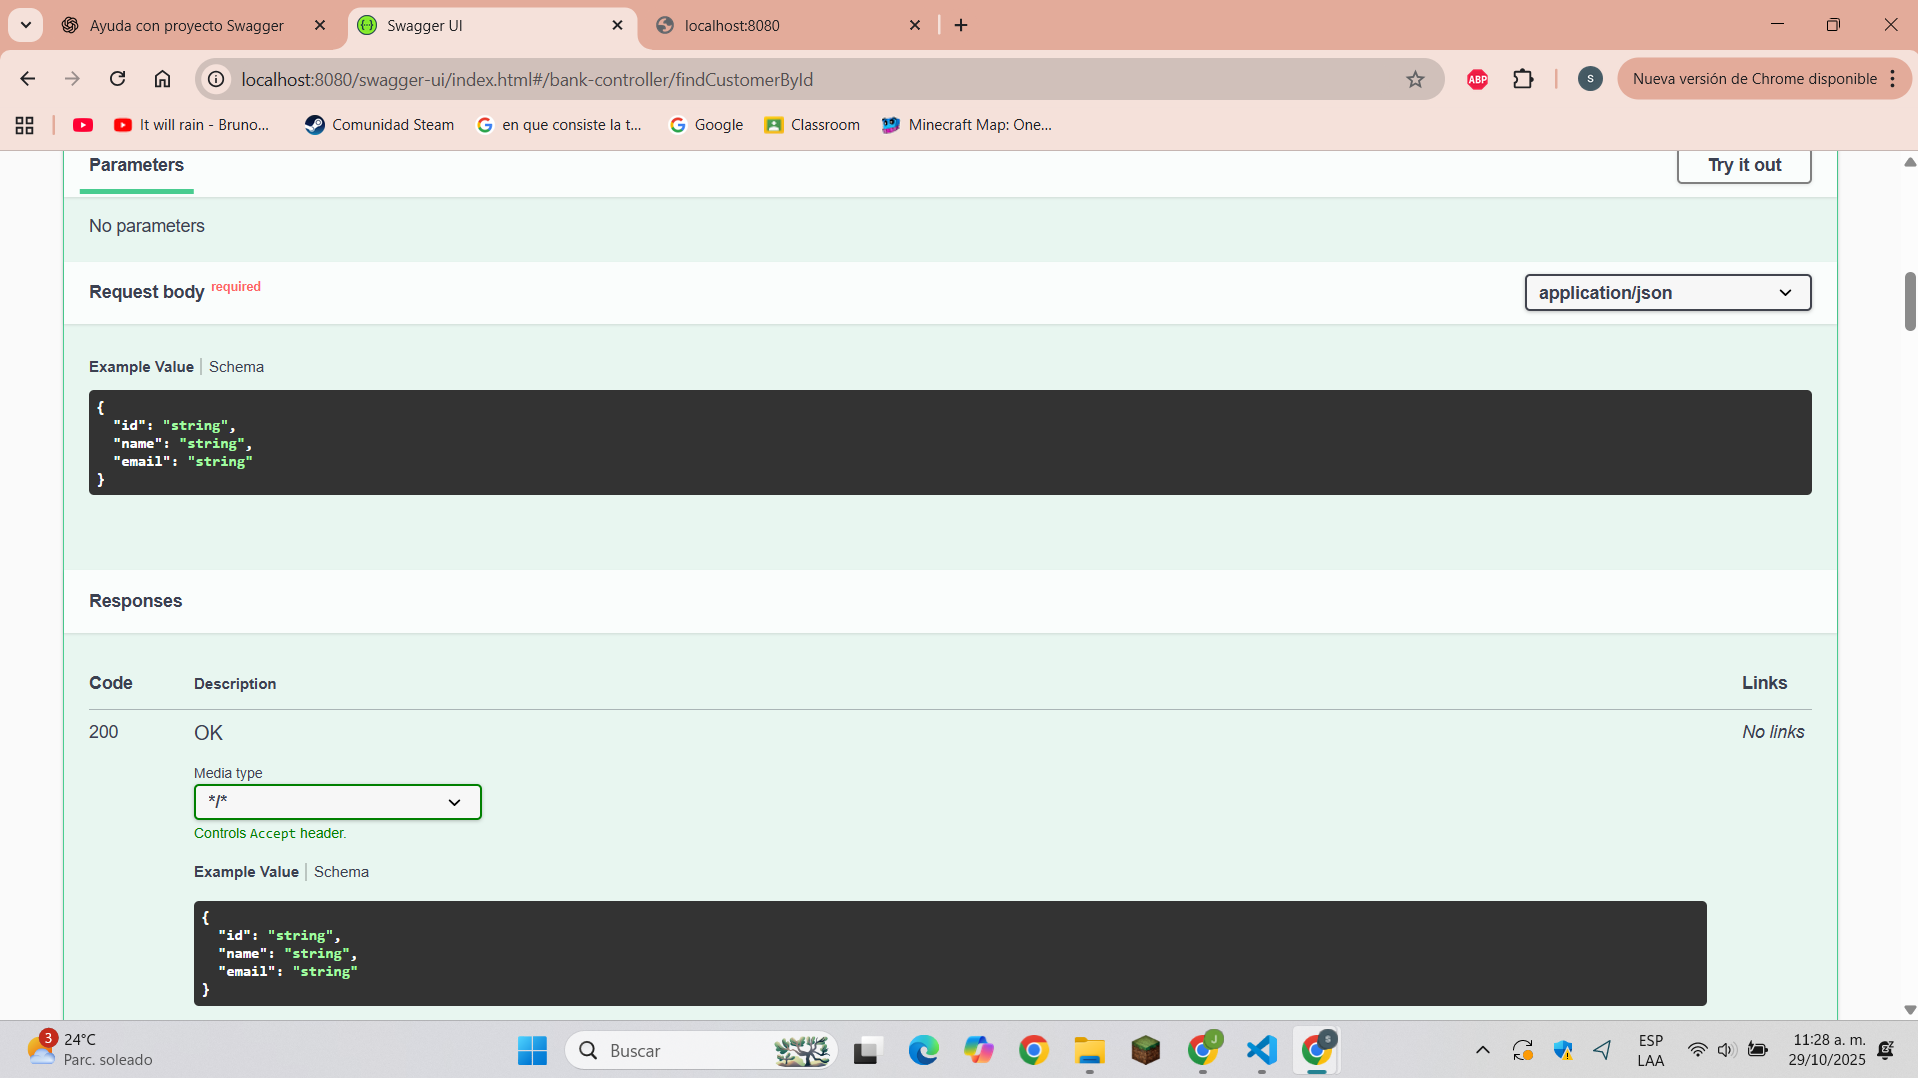 Ayuda con proyecto Swagger
Swagger UI
localhost:8080
localhost:8080/swagger-ui/index.html#/bank-controller/findCustomerById
ABP
S
Nueva versión de Chrome disponible
It will rain - Bruno...
Comunidad Steam
en que consiste la t...
Google
Classroom
Minecraft Map: One...
Parameters
Try it out
No parameters
Request body required
application/json
Example Value
Schema
{
"id": "string",
"name": "string",
"email": "string"
}
Responses
Code
Description
Links
200
OK
No links
Media type
*/*
Controls Accept header.
Example Value
Schema
{
"id": "string",
"name": "string",
"email": "string"
}
3
24°C
Parc. soleado
Buscar
J
S
ESP
LAA
11:28 a. m.
29/10/2025